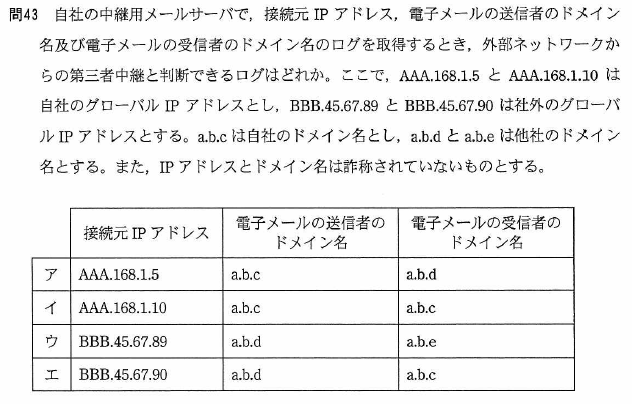 問43 自社の中継用メールサーバで，接続元 IP アドレス，電子メールの送信者のドメイン
名及び電子メールの受信者のドメイン名のログを取得するとき，外部ネットワークか
らの第三者中継と判断できるログはどれか。ここで，AAA.168.1.5 と AAA.168.1.10 は
自社のグローバル IP アドレスとし，BBB.45.67.89 と BBB.45.67.90 は社外のグローバ
ル IP アドレスとする。a.b.c は自社のドメイン名とし，a.b.d と a.b.e は他社のドメイン
名とする。また，IP アドレスとドメイン名は詐称されていないものとする。
接続元 IP アドレス 電子メールの送信者のドメイン名 電子メールの受信者のドメイン名
ア AAA.168.1.5 a.b.c a.b.d
イ AAA.168.1.10 a.b.c a.b.c
ウ BBB.45.67.89 a.b.d a.b.e
エ BBB.45.67.90 a.b.d a.b.c